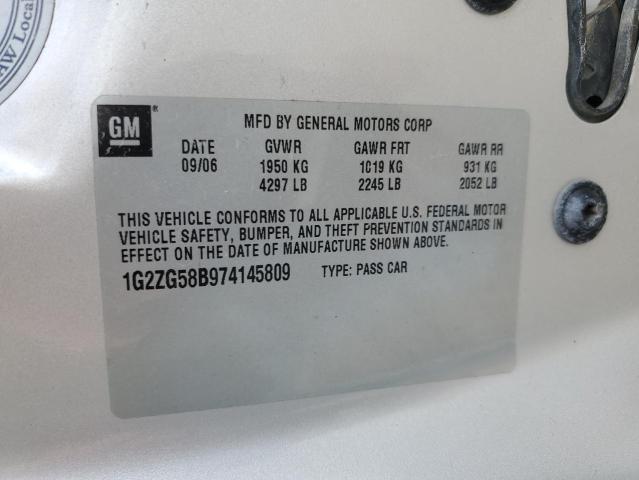 AW Local
GM ®
MFD BY GENERAL MOTORS CORP
DATE GVWR GAWR FRT GAWR RR
09/06 1950 KG 1019 KG 931 KG
4297 LB 2245 LB 2052 LB
THIS VEHICLE CONFORMS TO ALL APPLICABLE U.S. FEDERAL MOTOR
VEHICLE SAFETY, BUMPER, AND THEFT PREVENTION STANDARDS IN
EFFECT ON THE DATE OF MANUFACTURE SHOWN ABOVE.
1G2ZG58B974145809 TYPE: PASS CAR